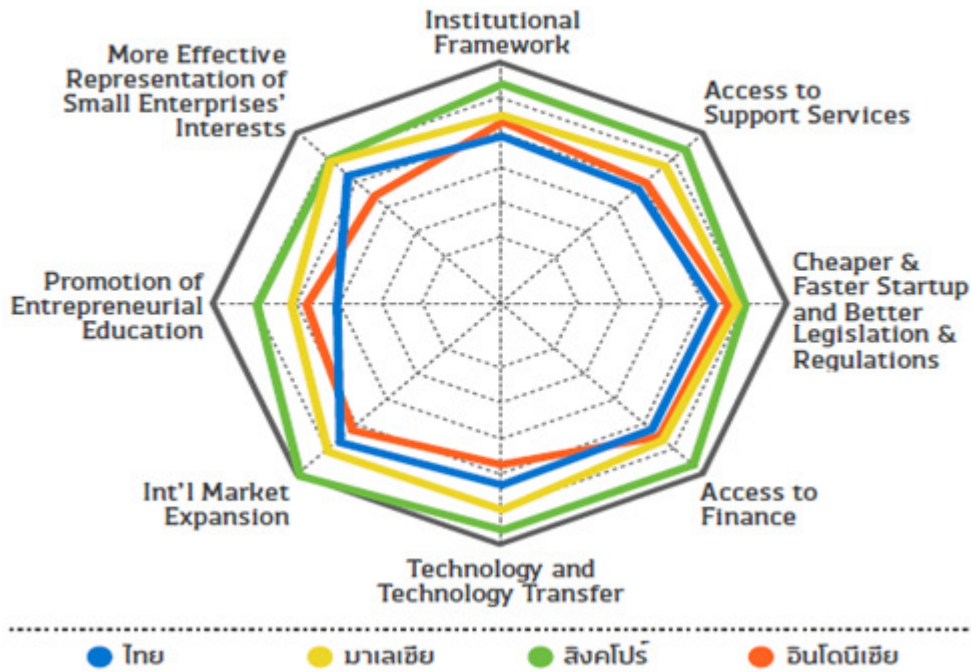 Institutional
Framework
More Effective
Representation of
Small Enterprises'
Interests
Access to
Support Services
Promotion of
Entrepreneurial
Education
Cheaper &
Faster Startup
and Better
Legislation &
Regulations
Int'l Market
Expansion
Access to
Finance
Technology and
Technology Transfer
ไทย มาเลเซีย สิงคโปร์ อินโดนีเซีย